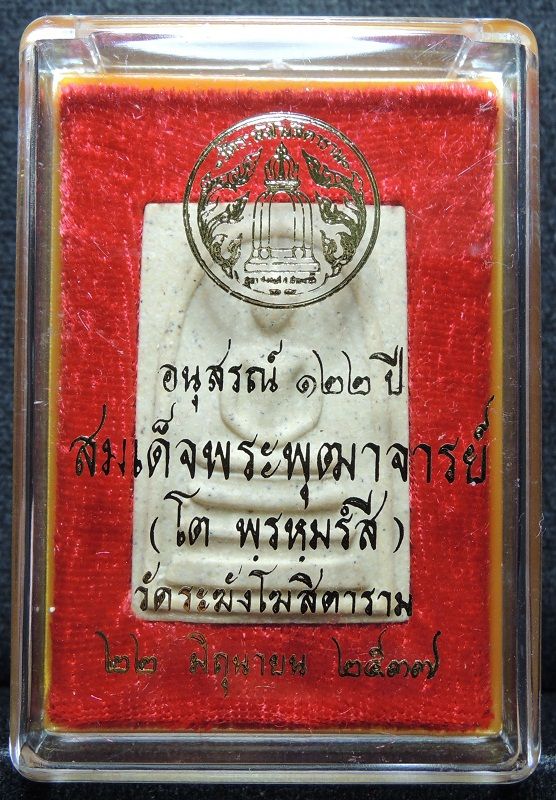 อนุสรณ์ ๑๒๒ ปี
สมเด็จพระพุฒาจารย์
(โต พฺรหฺมรํสี)
วัดระฆังโฆสิตาราม
๒๒ มิถุนายน ๒๕๓๗